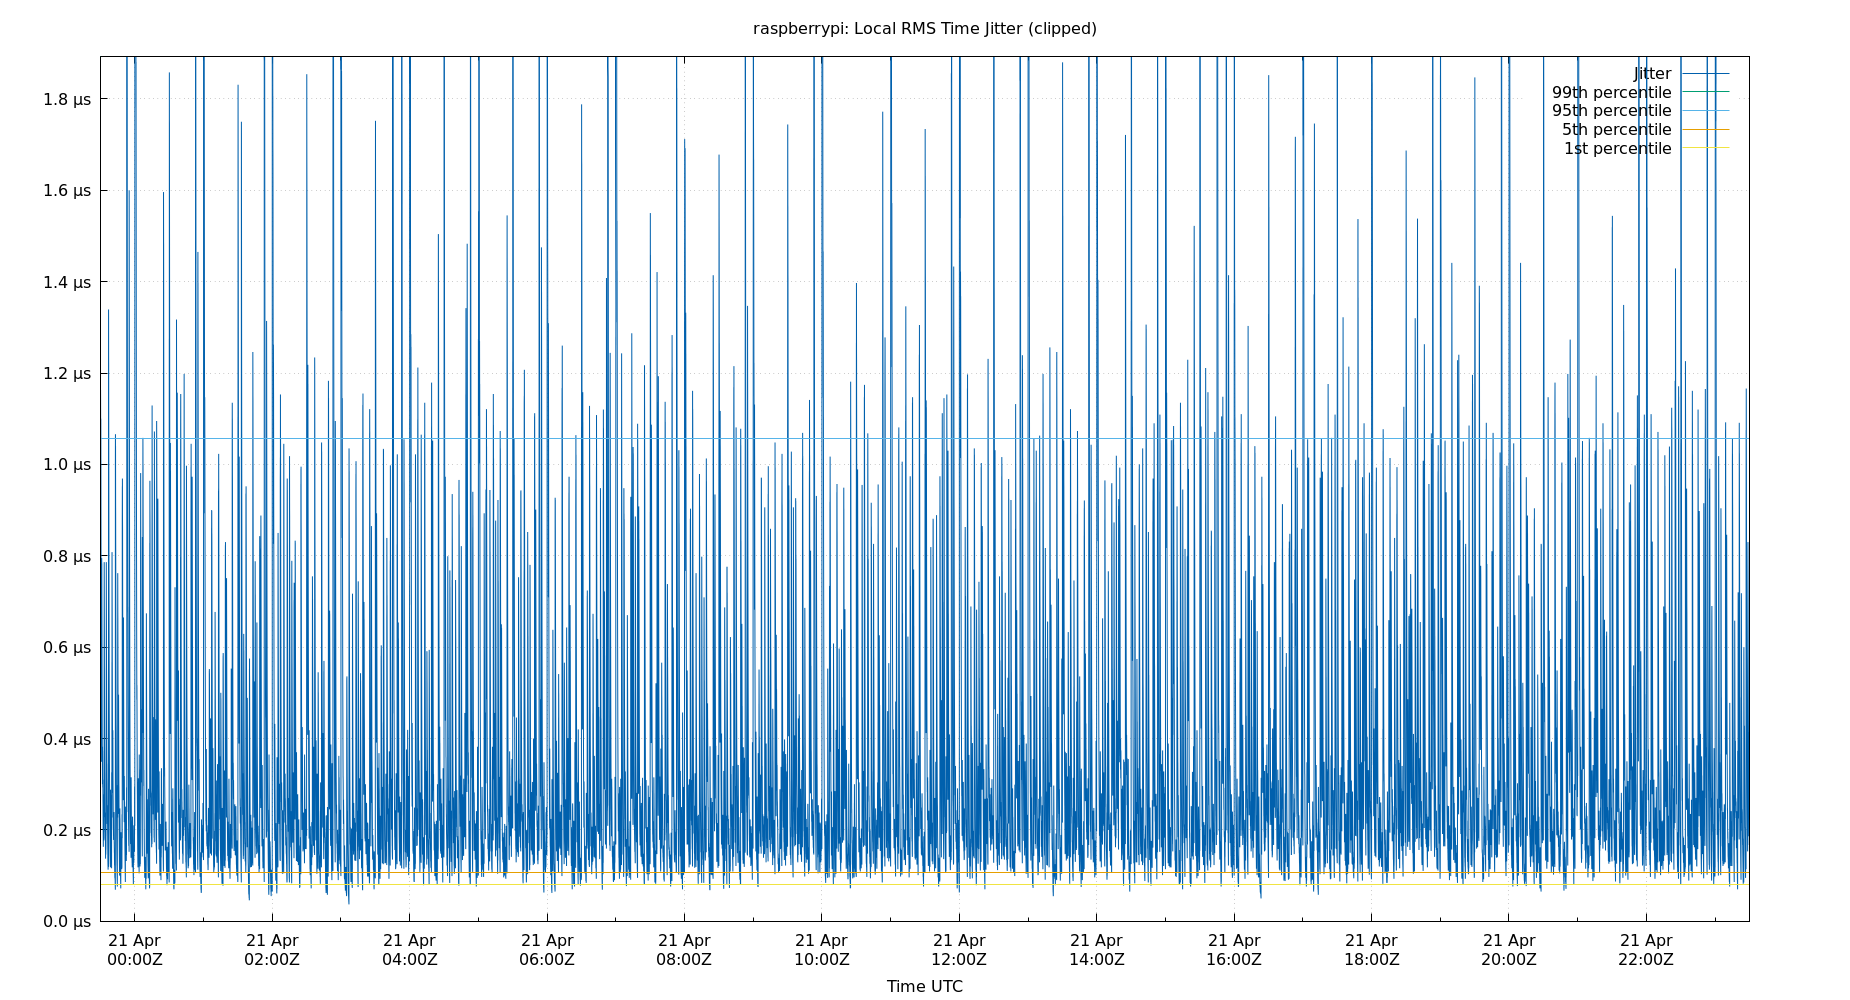 raspberrypi: Local RMS Time Jitter (clipped)
Jitter
99th percentile
95th percentile
5th percentile
1st percentile
1.8 µs
1.6 µs
1.4 µs
1.2 µs
1.0 µs
0.8 µs
0.6 µs
0.4 µs
0.2 µs
0.0 µs
21 Apr 21 Apr 21 Apr 21 Apr 21 Apr 21 Apr 21 Apr 21 Apr 21 Apr 21 Apr 21 Apr 21 Apr
00:00Z 02:00Z 04:00Z 06:00Z 08:00Z 10:00Z 12:00Z 14:00Z 16:00Z 18:00Z 20:00Z 22:00Z
Time UTC